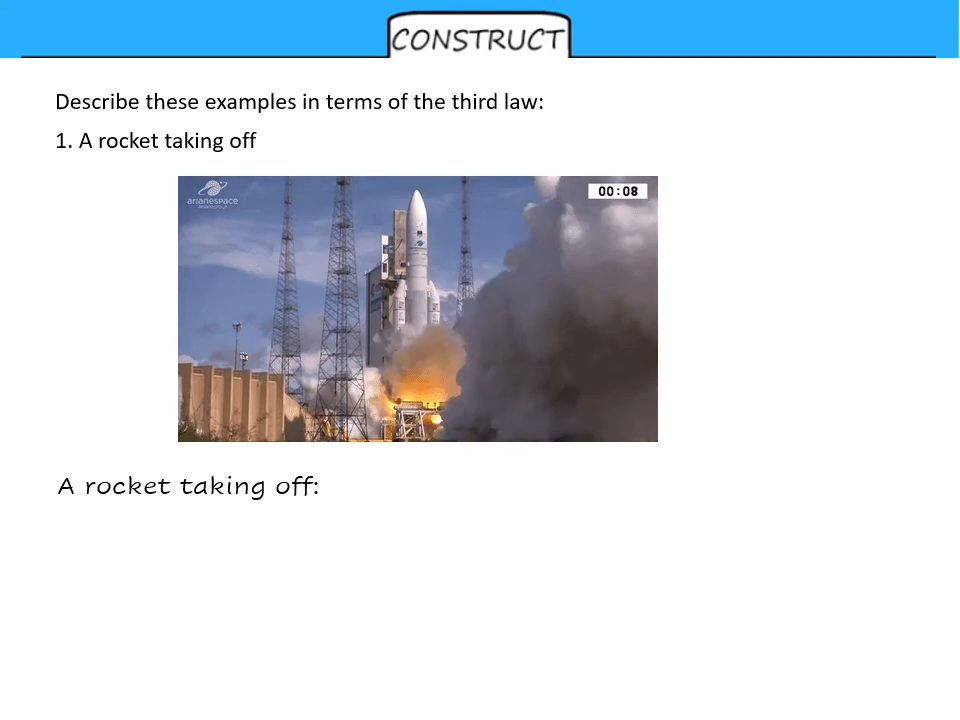 CONSTRUCT
Describe these examples in terms of the third law:
1. A rocket taking off
arianespace
00:08
A rocket taking off: